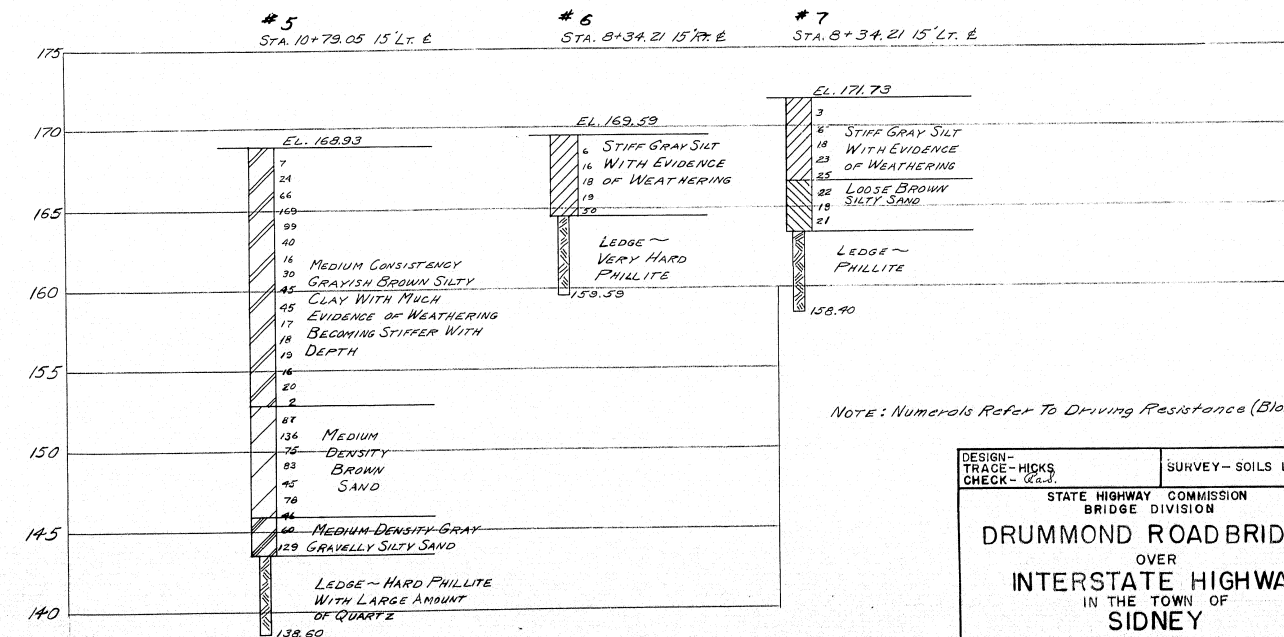 #5
STA. 10+79.05 15' LT. ℄
#6
STA. 8+34.21 15' RT. ℄
#7
STA. 8+34.21 15' LT. ℄
175
170
165
160
155
150
145
140
EL. 168.93
7
24
66
169
99
40
16
30
45
45
17
18
19
16
20
2
MEDIUM CONSISTENCY
GRAYISH BROWN SILTY
CLAY WITH MUCH
EVIDENCE OF WEATHERING
BECOMING STIFFER WITH
DEPTH
87
136
75
83
45
78
46
MEDIUM
DENSITY
BROWN
SAND
60
129
MEDIUM DENSITY GRAY
GRAVELLY SILTY SAND
LEDGE ~ HARD PHILLITE
WITH LARGE AMOUNT
OF QUARTZ
138.60
EL. 169.59
6
16
18
19
50
STIFF GRAY SILT
WITH EVIDENCE
OF WEATHERING
LEDGE ~
VERY HARD
PHILLITE
159.59
EL. 171.73
3
6
18
23
25
STIFF GRAY SILT
WITH EVIDENCE
OF WEATHERING
22
19
21
LOOSE BROWN
SILTY SAND
LEDGE ~
PHILLITE
158.40
NOTE: Numerals Refer To Driving Resistance (Blo
DESIGN-
TRACE-HICKS
CHECK-
SURVEY- SOILS L
STATE HIGHWAY COMMISSION
BRIDGE DIVISION
DRUMMOND ROAD BRID
OVER
INTERSTATE HIGHWA
IN THE TOWN OF
SIDNEY